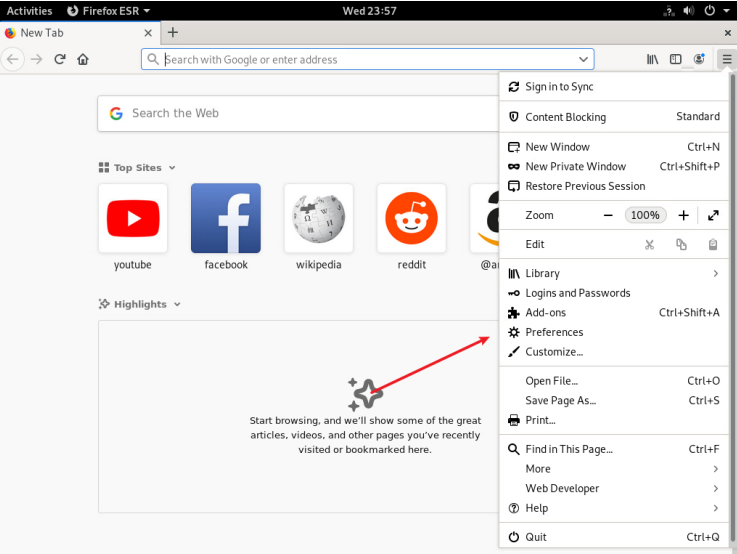 Activities Firefox ESR Wed 23:57
New Tab
Search with Google or enter address
Search the Web
Top Sites
youtube facebook wikipedia reddit
Highlights
Start browsing, and we'll show some of the great
articles, videos, and other pages you've recently
visited or bookmarked here.
Sign in to Sync
Content Blocking Standard
New Window Ctrl+N
New Private Window Ctrl+Shift+P
Restore Previous Session
Zoom 100%
Edit
Library
Logins and Passwords
Add-ons Ctrl+Shift+A
Preferences
Customize...
Open File... Ctrl+O
Save Page As... Ctrl+S
Print...
Find in This Page... Ctrl+F
More
Web Developer
Help
Quit Ctrl+Q